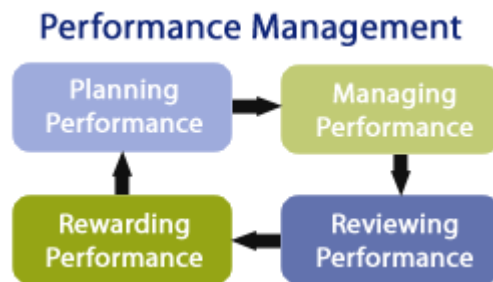 Performance Management
Planning
Performance
Managing
Performance
Rewarding
Performance
Reviewing
Performance